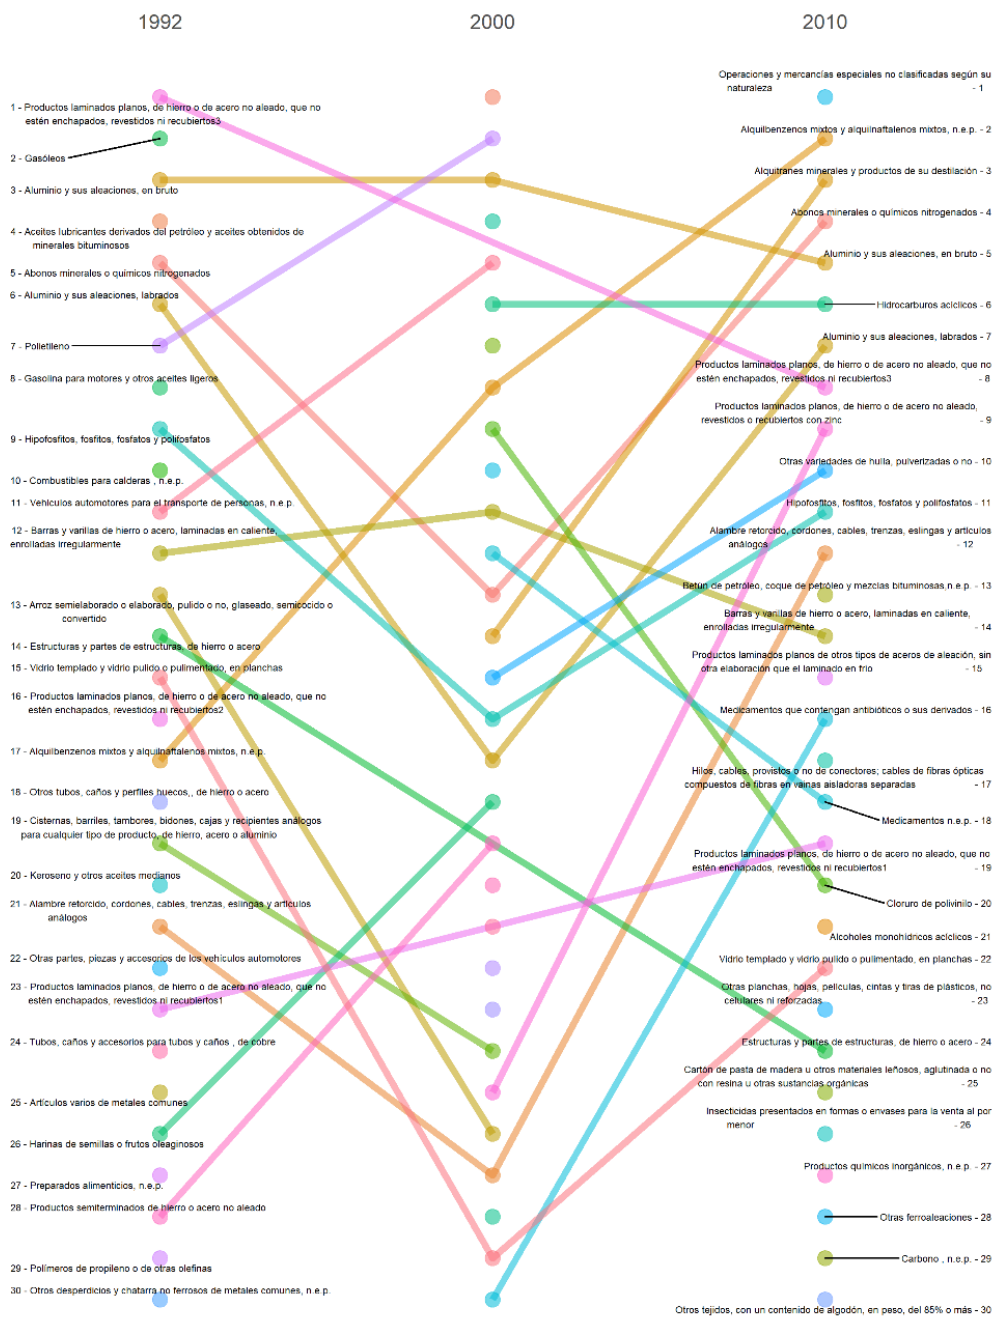 1992
2000
2010
1 - Productos laminados planos, de hierro o de acero no aleado, que no
estén enchapados, revestidos ni recubiertos3
2 - Gasóleos
3 - Aluminio y sus aleaciones, en bruto
4 - Aceites lubricantes derivados del petróleo y aceites obtenidos de
minerales bituminosos
5 - Abonos minerales o químicos nitrogenados
6 - Aluminio y sus aleaciones, labrados
7 - Polietileno
8 - Gasolina para motores y otros aceites ligeros
9 - Hipofosfitos, fosfitos, fosfatos y polifosfatos
10 - Combustibles para calderas , n.e.p.
11 - Vehículos automotores para el transporte de personas, n.e.p.
12 - Barras y varillas de hierro o acero, laminadas en caliente,
enrolladas irregularmente
13 - Arroz semielaborado o elaborado, pulido o no, glaseado, semicocido o
convertido
14 - Estructuras y partes de estructuras, de hierro o acero
15 - Vidrio templado y vidrio pulido o pulimentado, en planchas
16 - Productos laminados planos, de hierro o de acero no aleado, que no
estén enchapados, revestidos ni recubiertos2
17 - Alquilbenzenos mixtos y alquilnaftalenos mixtos, n.e.p.
18 - Otros tubos, caños y perfiles huecos,, de hierro o acero
19 - Cisternas, barriles, tambores, bidones, cajas y recipientes análogos
para cualquier tipo de producto, de hierro, acero o aluminio
20 - Keroseno y otros aceites medianos
21 - Alambre retorcido, cordones, cables, trenzas, eslingas y artículos
análogos
22 - Otras partes, piezas y accesorios de los vehículos automotores
23 - Productos laminados planos, de hierro o de acero no aleado, que no
estén enchapados, revestidos ni recubiertos1
24 - Tubos, caños y accesorios para tubos y caños , de cobre
25 - Artículos varios de metales comunes
26 - Harinas de semillas o frutos oleaginosos
27 - Preparados alimenticios, n.e.p.
28 - Productos semiterminados de hierro o acero no aleado
29 - Polímeros de propileno o de otras olefinas
30 - Otros desperdicios y chatarra no ferrosos de metales comunes, n.e.p.
Operaciones y mercancías especiales no clasificadas según su
naturaleza - 1
Alquilbenzenos mixtos y alquilnaftalenos mixtos, n.e.p. - 2
Alquitranes minerales y productos de su destilación - 3
Abonos minerales o químicos nitrogenados - 4
Aluminio y sus aleaciones, en bruto - 5
Hidrocarburos acíclicos - 6
Aluminio y sus aleaciones, labrados - 7
Productos laminados planos, de hierro o de acero no aleado, que no
estén enchapados, revestidos ni recubiertos3 - 8
Productos laminados planos, de hierro o de acero no aleado,
revestidos o recubiertos con zinc - 9
Otras variedades de hulla, pulverizadas o no - 10
Hipofosfitos, fosfitos, fosfatos y polifosfatos - 11
Alambre retorcido, cordones, cables, trenzas, eslingas y artículos
análogos - 12
Betún de petróleo, coque de petróleo y mezclas bituminosas,n.e.p. - 13
Barras y varillas de hierro o acero, laminadas en caliente,
enrolladas irregularmente - 14
Productos laminados planos de otros tipos de aceros de aleación, sin
otra elaboración que el laminado en frío - 15
Medicamentos que contengan antibióticos o sus derivados - 16
Hilos, cables, provistos o no de conectores; cables de fibras ópticas
compuestos de fibras en vainas aisladoras separadas - 17
Medicamentos n.e.p. - 18
Productos laminados planos, de hierro o de acero no aleado, que no
estén enchapados, revestidos ni recubiertos1 - 19
Cloruro de polivinilo - 20
Alcoholes monohídricos acíclicos - 21
Vidrio templado y vidrio pulido o pulimentado, en planchas - 22
Otras planchas, hojas, películas, cintas y tiras de plásticos, no
celulares ni reforzadas - 23
Estructuras y partes de estructuras, de hierro o acero - 24
Cartón de pasta de madera u otros materiales leñosos, aglutinada o no
con resina u otras sustancias orgánicas - 25
Insecticidas presentados en formas o envases para la venta al por
menor - 26
Productos químicos inorgánicos, n.e.p. - 27
Otras ferroaleaciones - 28
Carbono , n.e.p. - 29
Otros tejidos, con un contenido de algodón, en peso, del 85% o más - 30